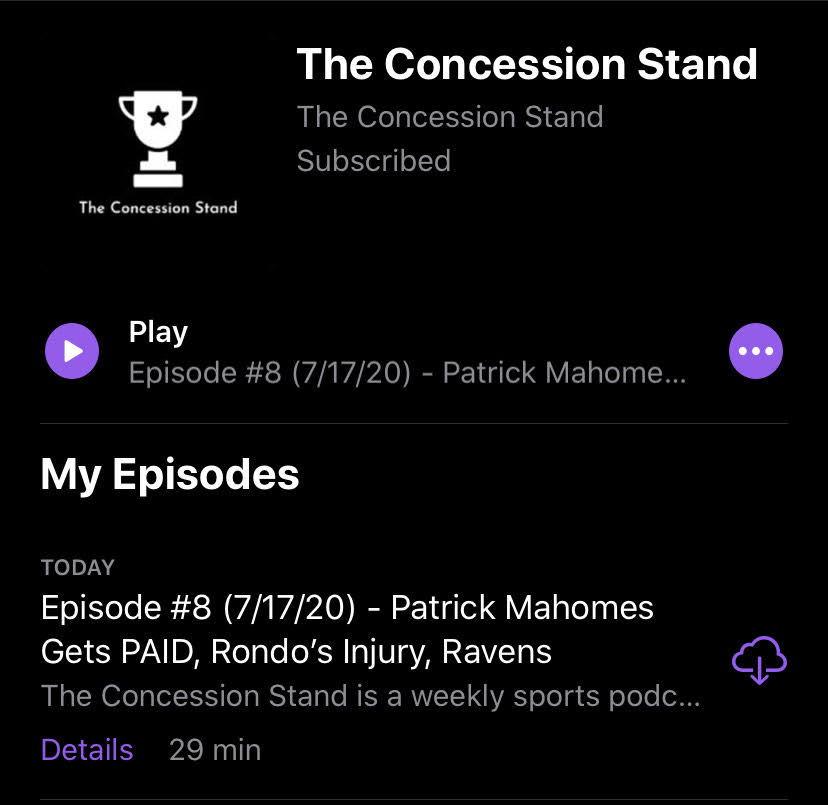 The Concession Stand
The Concession Stand
The Concession Stand
Subscribed
Play
Episode #8 (7/17/20) - Patrick Mahome...
My Episodes
TODAY
Episode #8 (7/17/20) - Patrick Mahomes
Gets PAID, Rondo’s Injury, Ravens
The Concession Stand is a weekly sports podc...
Details 29 min